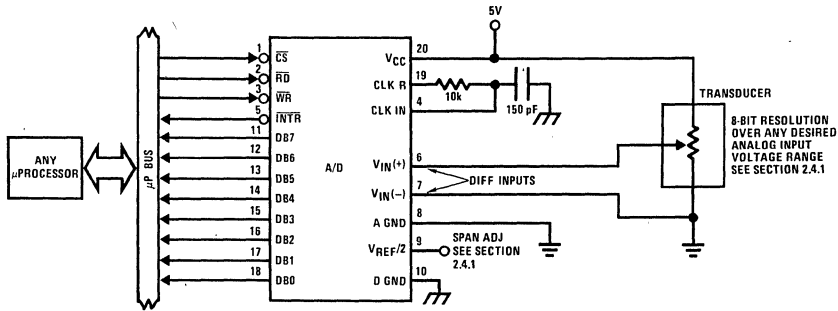 5V
1 CS
2 RD
3 WR
5 INTR
11 DB7
12 DB6
13 DB5
14 DB4
15 DB3
16 DB2
17 DB1
18 DB0
ANY
μPROCESSOR
μP BUS
A/D
VCC 20
CLK R 19
CLK IN 4
VIN(+) 6
VIN(−) 7
A GND 8
VREF/2 9
D GND 10
10k
150 pF
DIFF INPUTS
SPAN ADJ
SEE SECTION
2.4.1
TRANSDUCER
8-BIT RESOLUTION
OVER ANY DESIRED
ANALOG INPUT
VOLTAGE RANGE
SEE SECTION 2.4.1